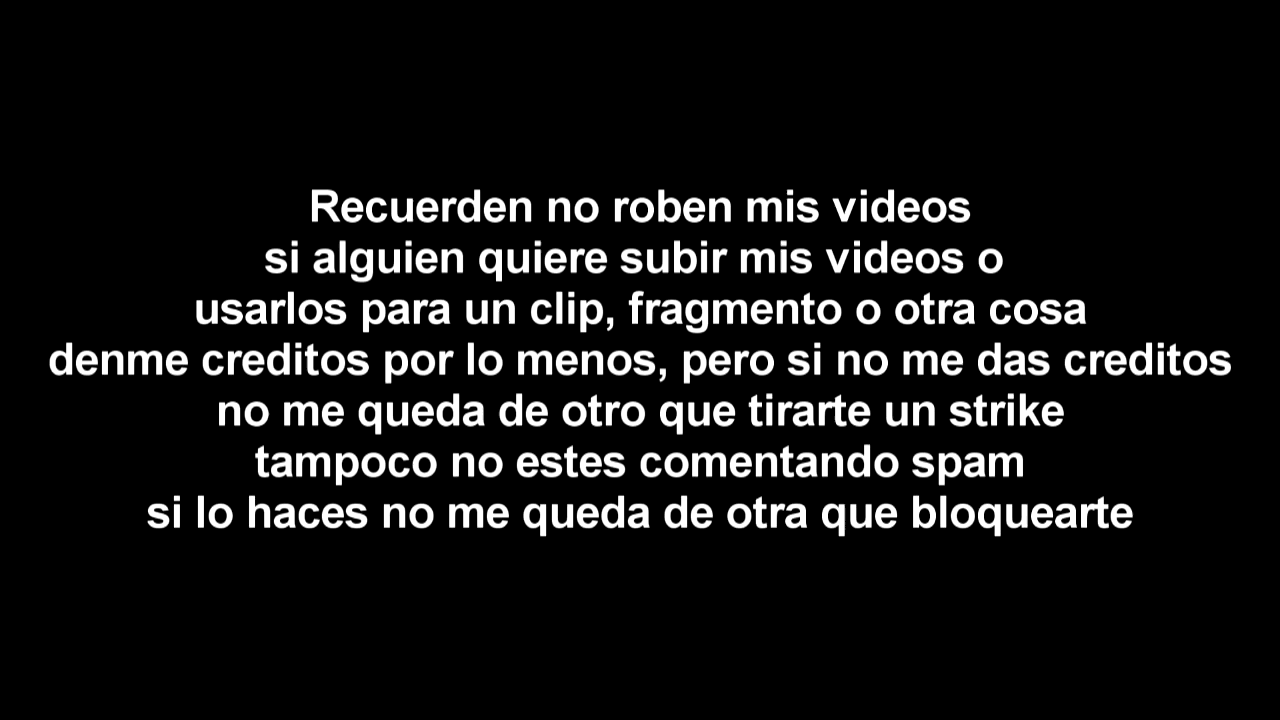 Recuerden no roben mis videos
si alguien quiere subir mis videos o
usarlos para un clip, fragmento o otra cosa
denme creditos por lo menos, pero si no me das creditos
no me queda de otro que tirarte un strike
tampoco no estes comentando spam
si lo haces no me queda de otra que bloquearte